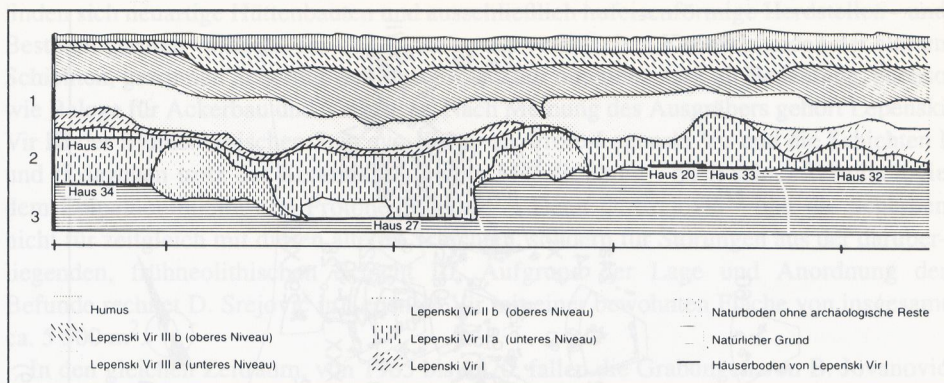 1
Haus 43
2
Haus 34
Haus 20
Haus 33
Haus 32
3
Haus 27
Humus
Lepenski Vir III b (oberes Niveau)
Lepenski Vir III a (unteres Niveau)
Lepenski Vir II b (oberes Niveau)
Lepenski Vir II a (unteres Niveau)
Lepenski Vir I
Naturboden ohne archäologische Reste
Natürlicher Grund
Hausböden von Lepenski Vir I